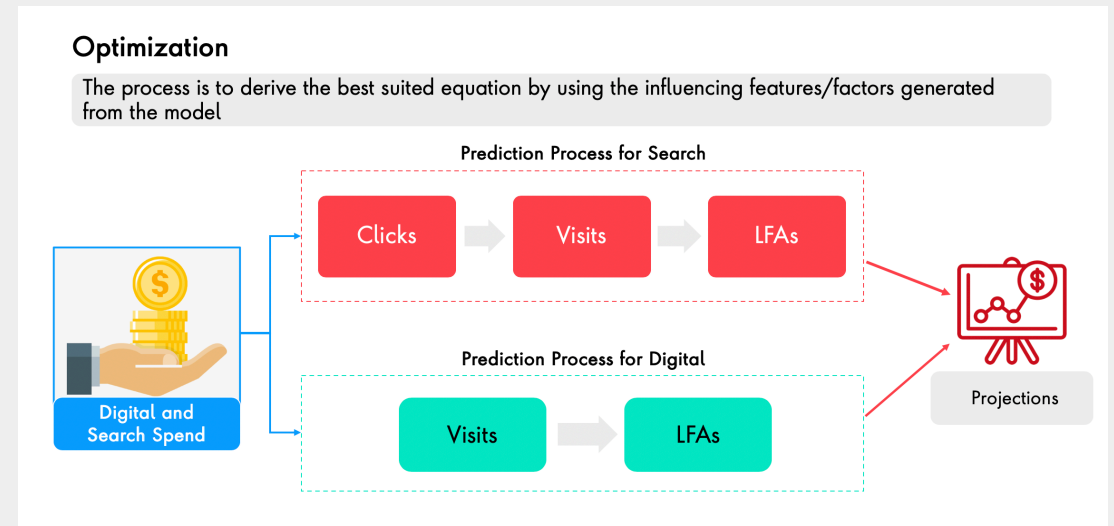 Optimization
The process is to derive the best suited equation by using the influencing features/factors generated
from the model
Prediction Process for Search
Clicks
Visits
LFAs
$
$
Digital and
Search Spend
Prediction Process for Digital
Visits
LFAs
Projections